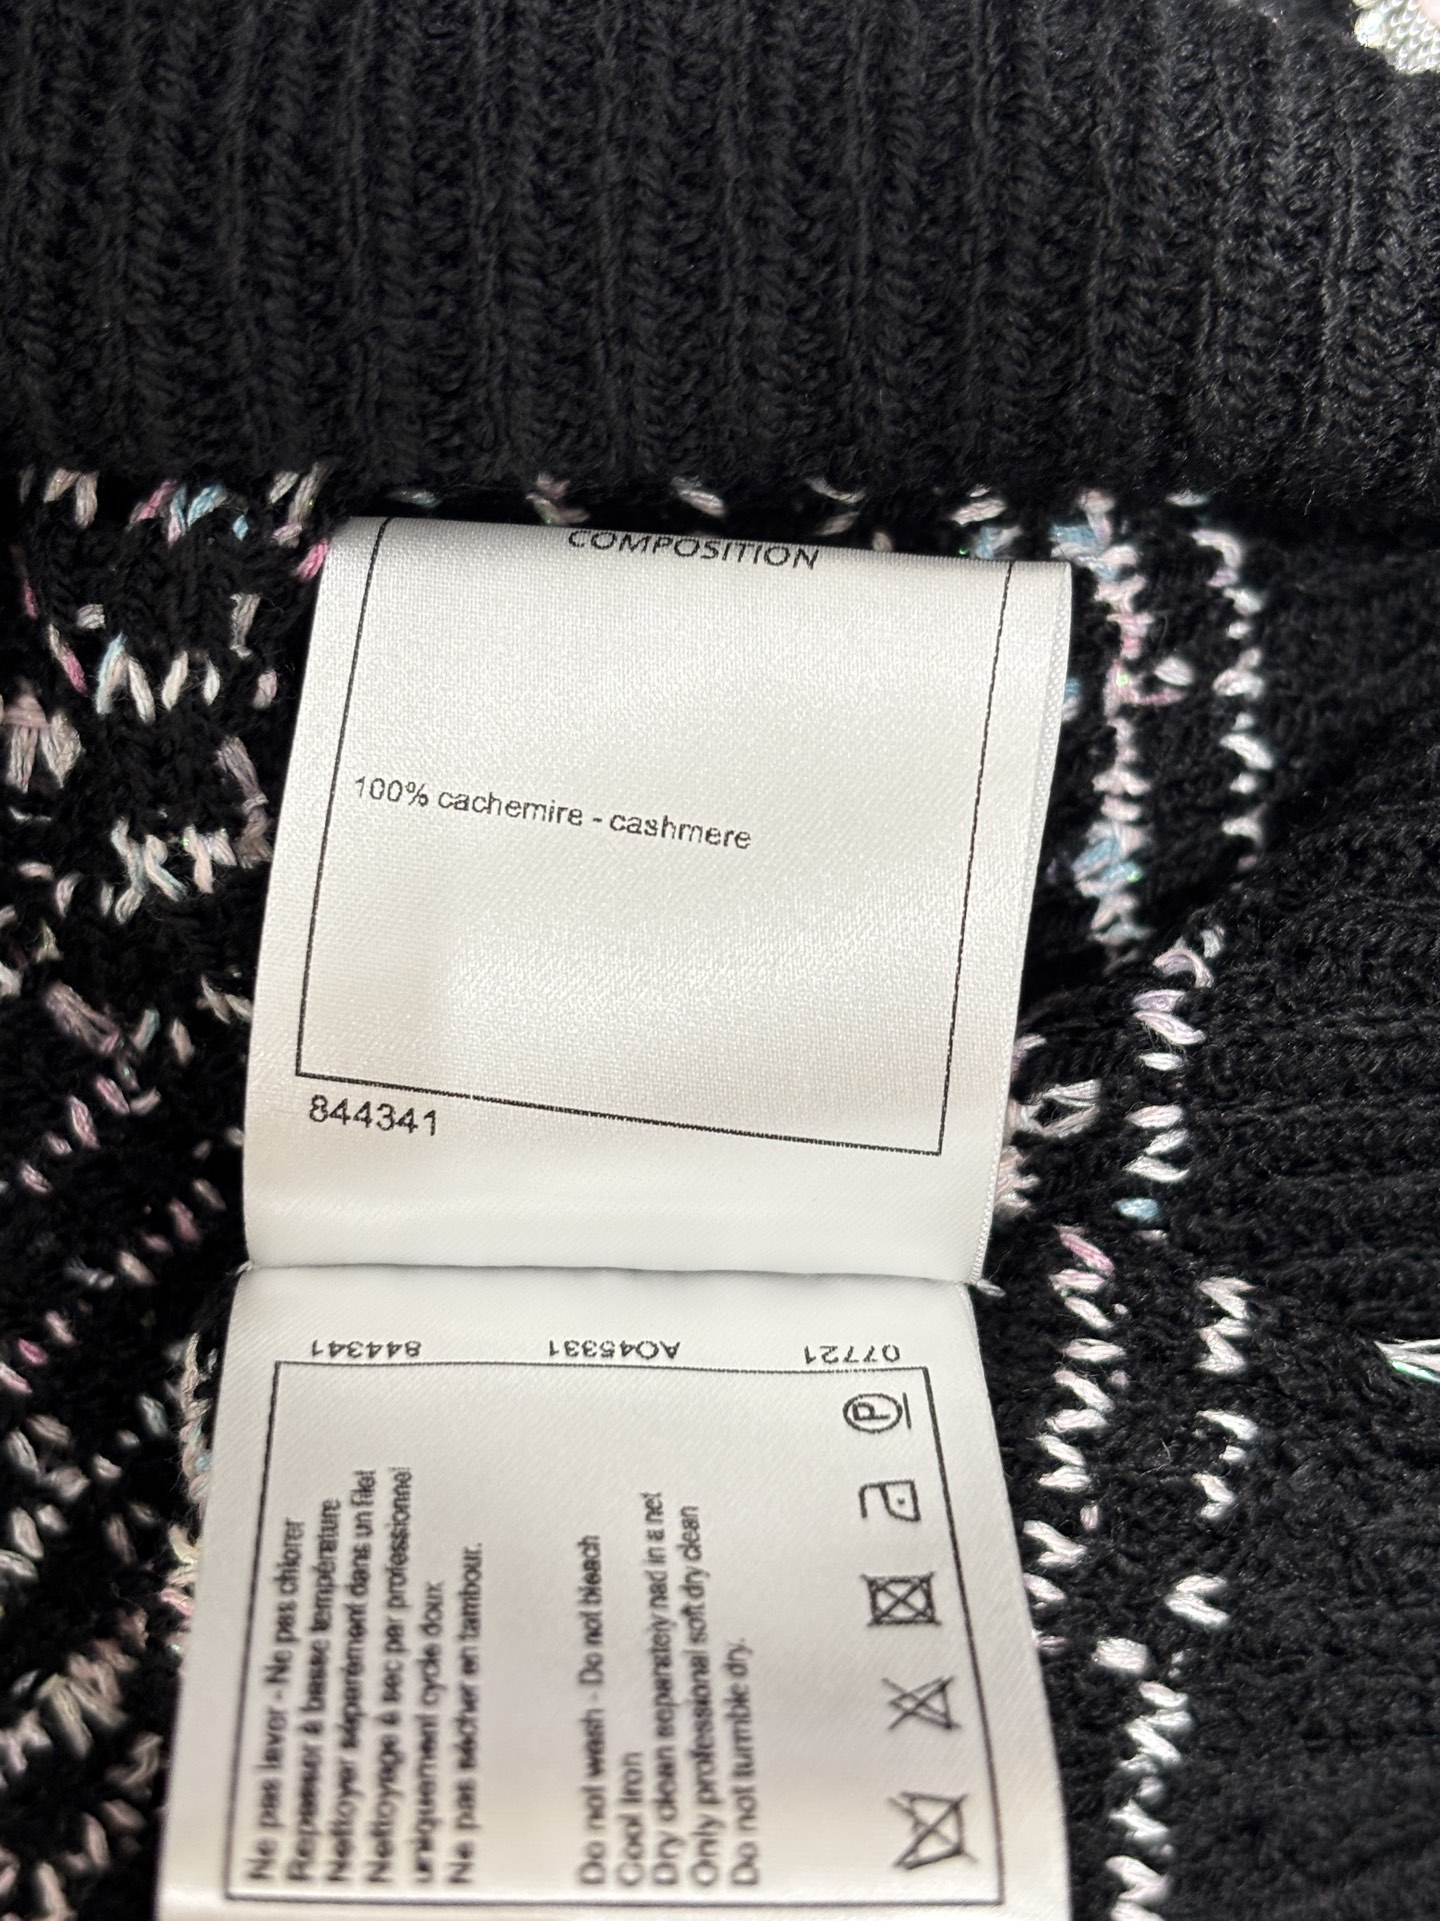 COMPOSITION
100% cachemire - cashmere
844341
844341 AO45331 07721
Ne pas laver - Ne pas chlorer
Repasser à basse température
Nettoyer séparément dans un filet
Nettoyage à sec par professionnel
uniquement cycle doux
Ne pas sécher en tambour.
Do not wash - Do not bleach
Cool Iron
Dry clean separately nad in a net
Only professional soft dry clean
Do not tumble dry.
P